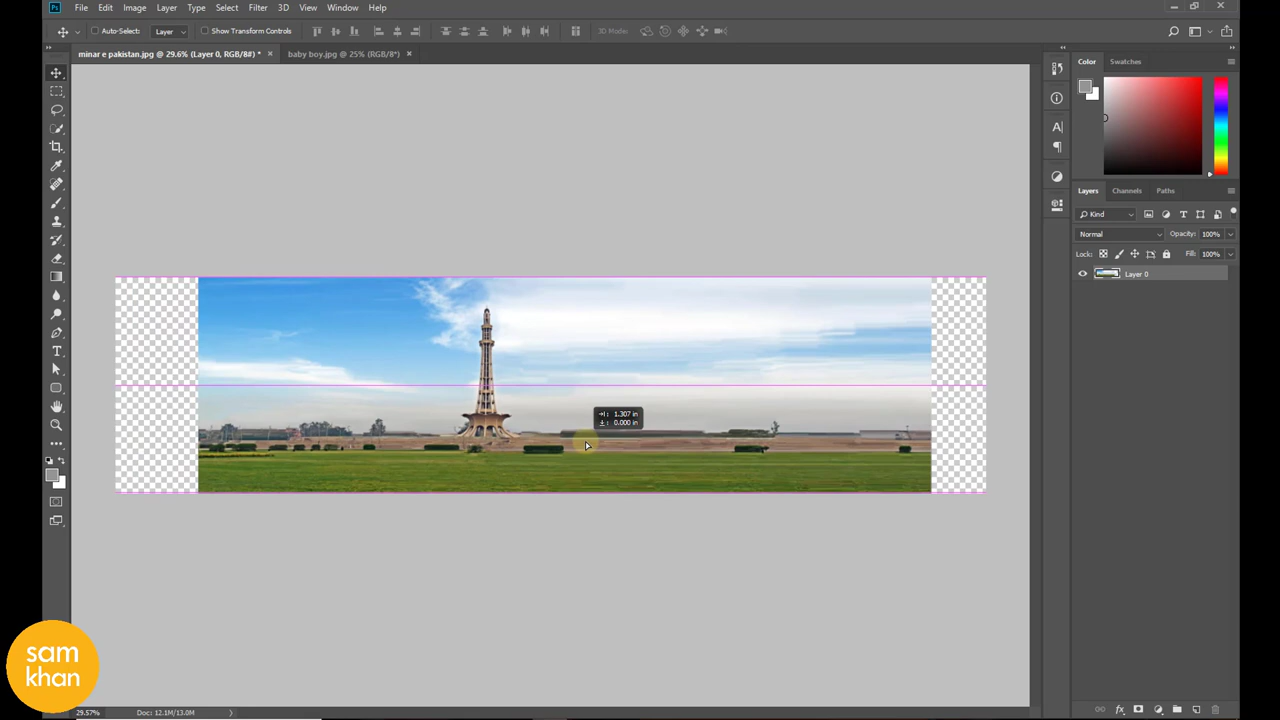 Ps File Edit Image Layer Type Select Filter 3D View Window Help
Auto-Select: Layer Show Transform Controls 3D Mode:
minar e pakistan.jpg @ 29.6% (Layer 0, RGB/8#) * × baby boy.jpg @ 25% (RGB/8*) ×
Color Swatches
Layers Channels Paths
Kind
Normal Opacity: 100%
Lock: Fill: 100%
Layer 0
1.307 in
0.000 in
sam
khan
29.57% Doc: 12.1M/13.0M